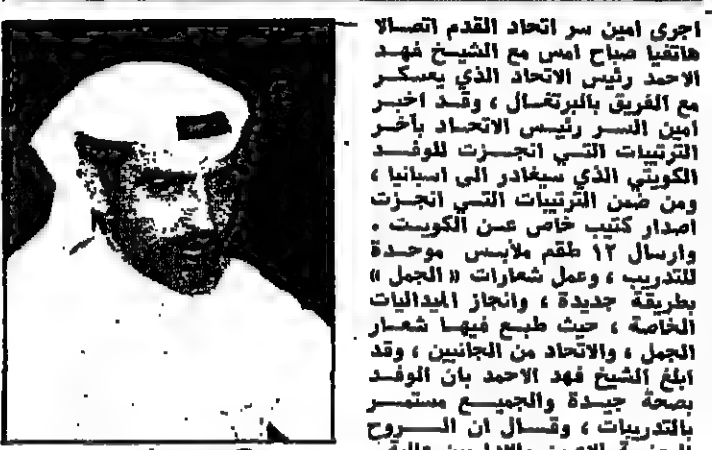 اجرى امين سر اتحاد القدم اتصالا
هاتفيا صباح امس مع الشيخ فهد
الاحمد رئيس الاتحاد الذي يعسكر
مع الفريق بالبرتغال ، وقد اخبر
امين السر رئيس الاتحاد بآخر
الترتيبات التي انجزت للوفد
الكويتي الذي سيغادر الى اسبانيا ،
ومن ضمن الترتيبات التي انجزت
اصدار كتيب خاص عن الكويت .
وارسال ١٢ طقم ملابس موحدة
للتدريب ، وعمل شعارات « الجمل »
بطريقة جديدة ، وانجاز الميداليات
الخاصة ، حيث طبع فيها شعار
الجمل ، والاتحاد من الجانبين ، وقد
ابلغ الشيخ فهد الاحمد بان الوفد
بصحة جيدة والجميع مستمر
بالتدريبات ، وقال ان الروح